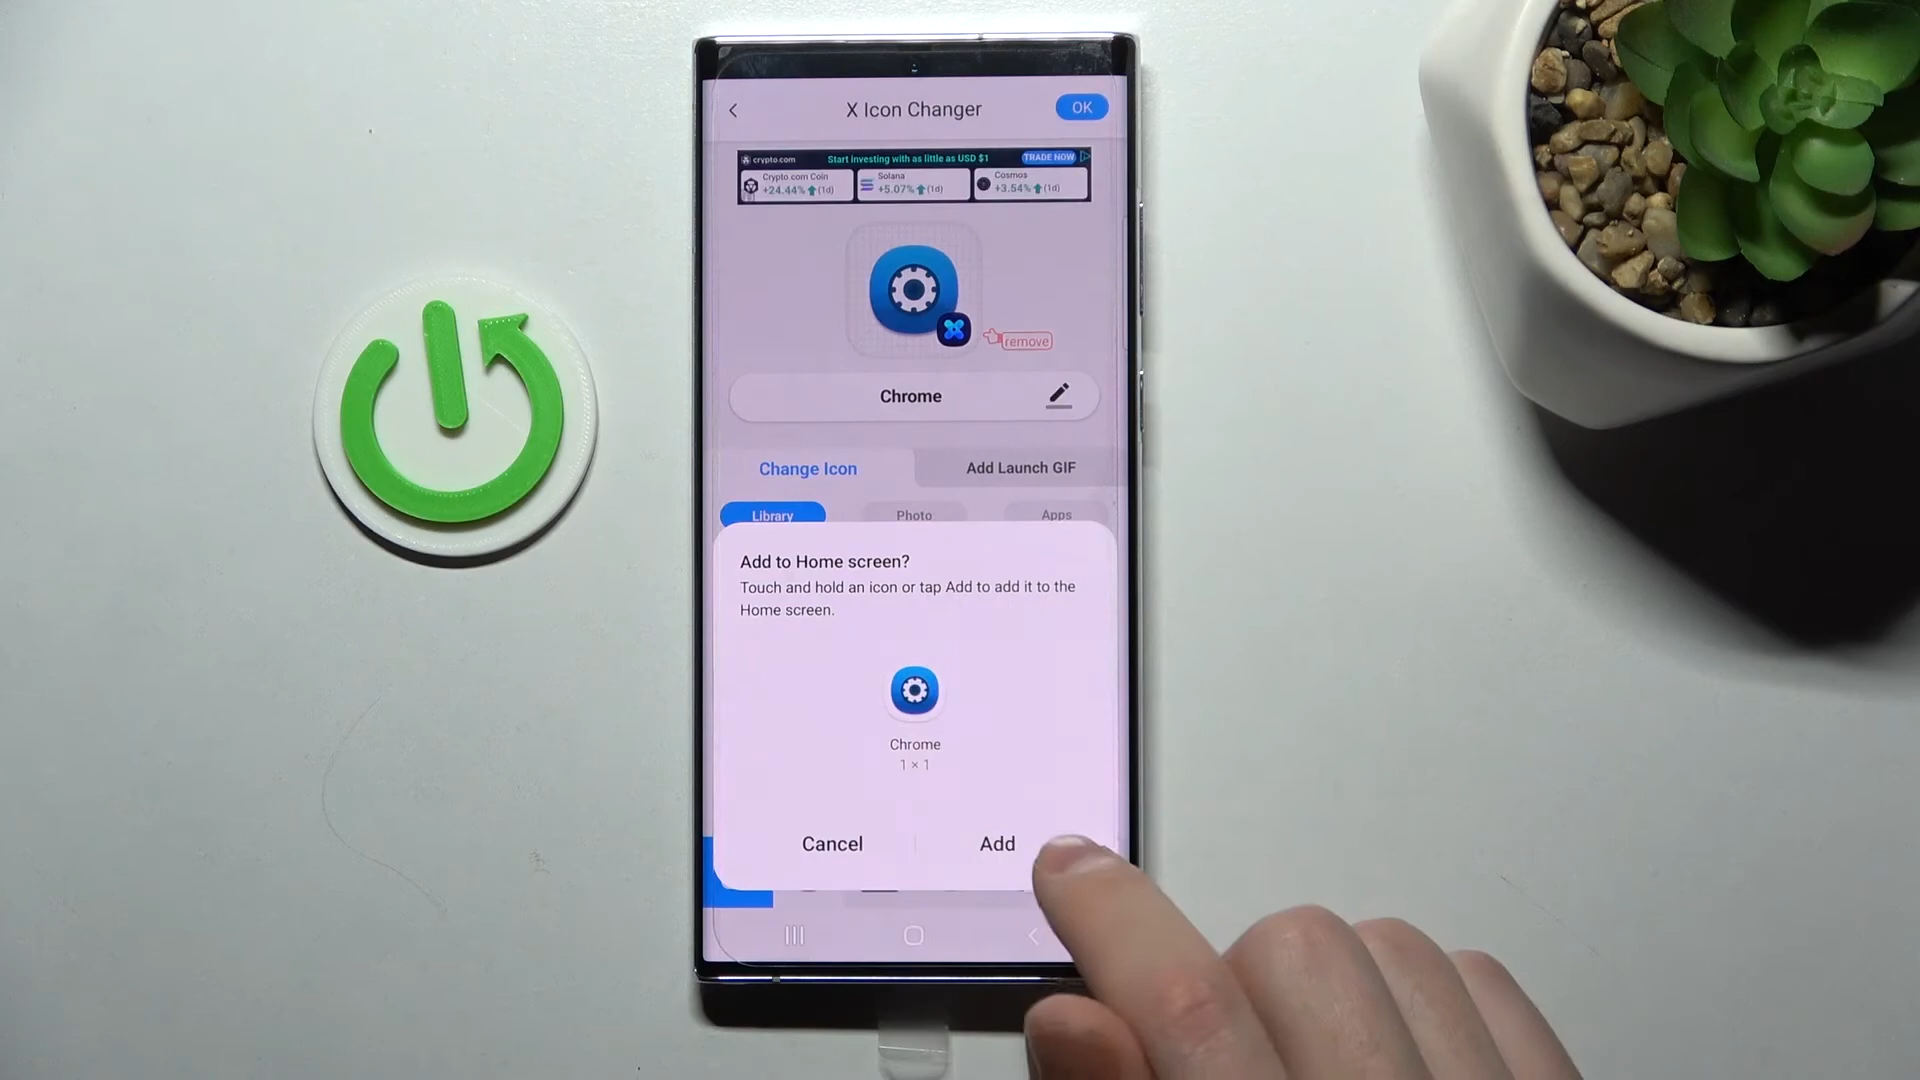 X Icon Changer
OK
crypto.com
Start investing with as little as USD $1
TRADE NOW
Crypto com Coin
+24.44% (1d)
Solana
+5.07% (1d)
Cosmos
+3.54% (1d)
remove
Chrome
Change Icon
Add Launch GIF
Library
Photo
Apps
Add to Home screen?
Touch and hold an icon or tap Add to add it to the
Home screen.
Chrome
1 × 1
Cancel
Add